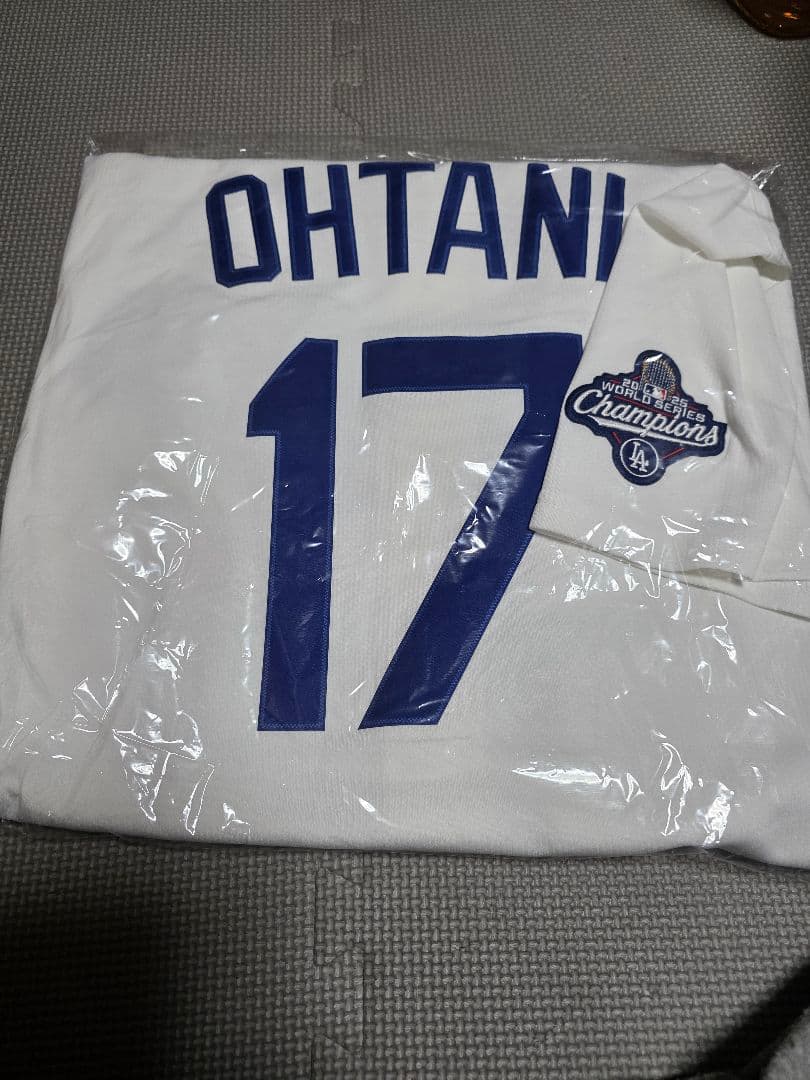 OHTANI
17
2025
WORLD SERIES
Champions
LA